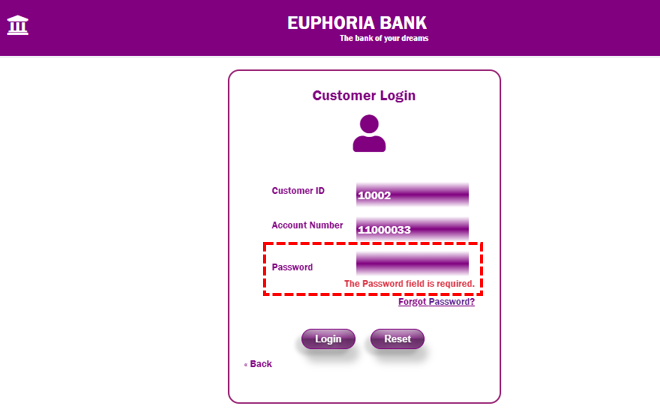 EUPHORIA BANK
The bank of your dreams
Customer Login
Customer ID 10002
Account Number 11000033
Password
The Password field is required.
Forgot Password?
Login Reset
‹ Back